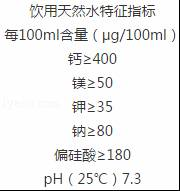 饮用天然水特征指标
每100ml含量（μg/100ml）
钙≥400
镁≥50
钾≥35
钠≥80
偏硅酸≥180
pH（25℃）7.3